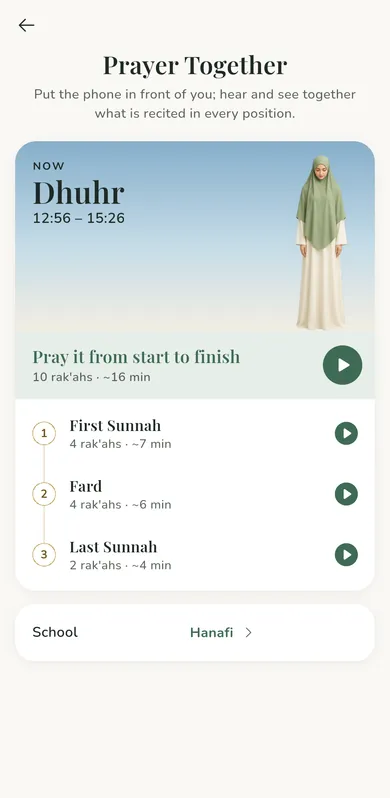 Prayer Together
Put the phone in front of you; hear and see together
what is recited in every position.
NOW
Dhuhr
12:56 – 15:26
Pray it from start to finish
10 rak'ahs · ~16 min
1
First Sunnah
4 rak'ahs · ~7 min
2
Fard
4 rak'ahs · ~6 min
3
Last Sunnah
2 rak'ahs · ~4 min
School
Hanafi